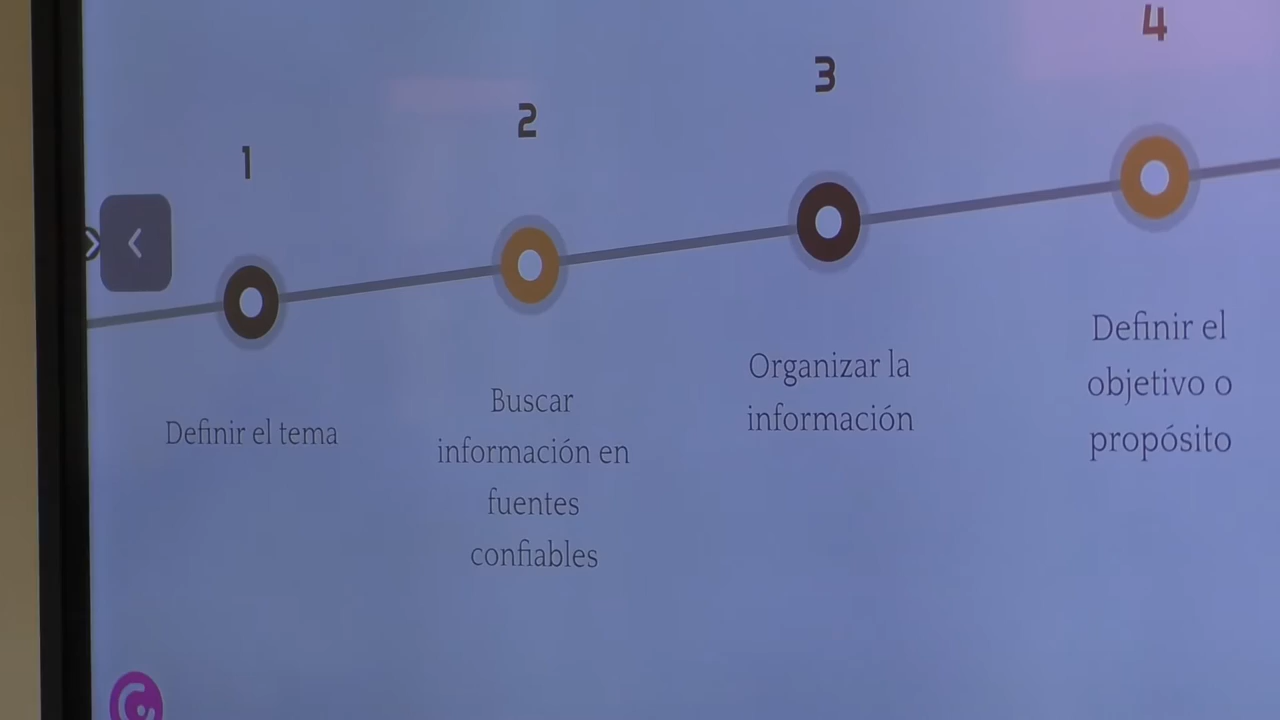 1
Definir el tema
2
Buscar
información en
fuentes
confiables
3
Organizar la
información
4
Definir el
objetivo o
propósito